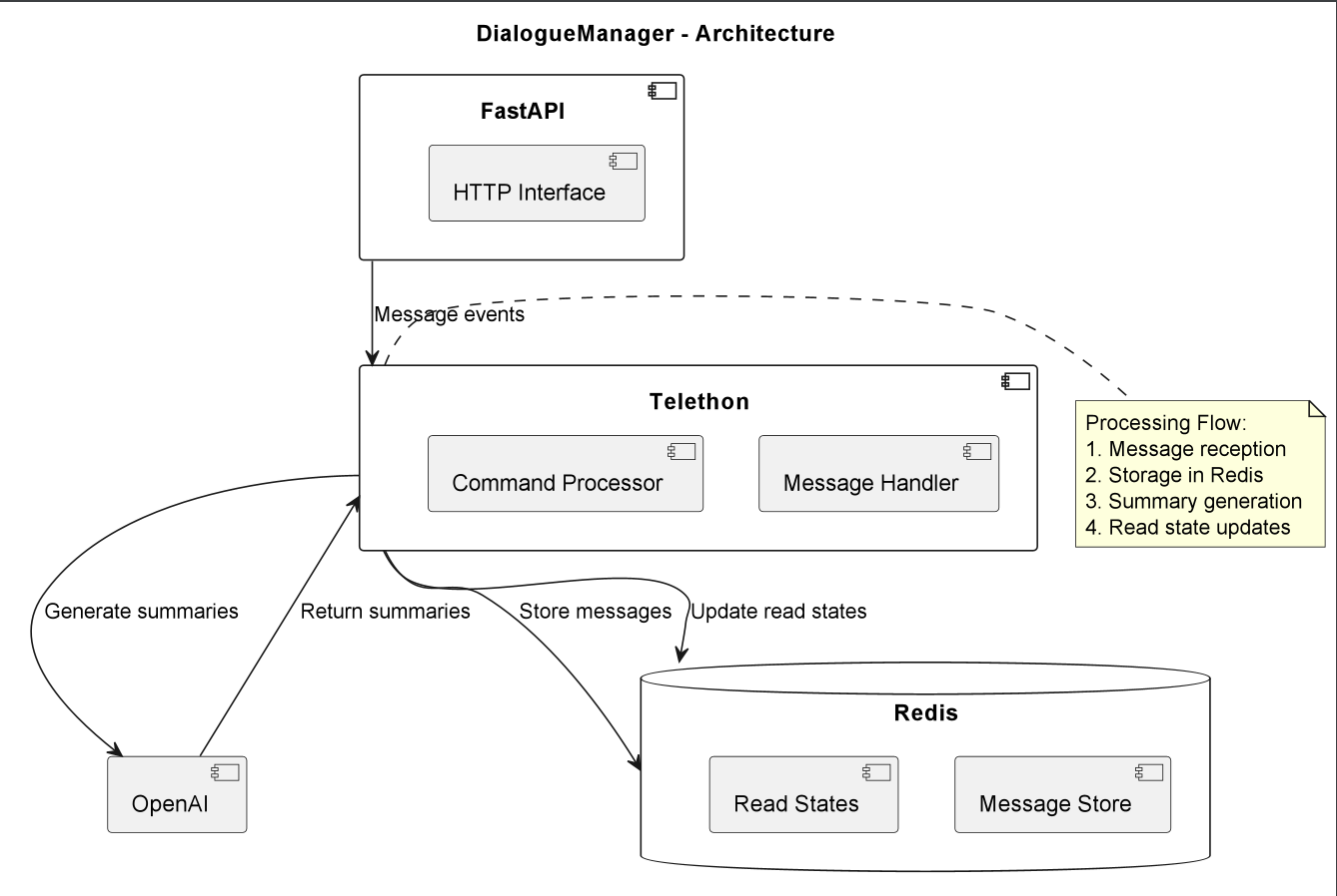 DialogueManager - Architecture
FastAPI
HTTP Interface
Message events
Telethon
Command Processor
Message Handler
Processing Flow:
1. Message reception
2. Storage in Redis
3. Summary generation
4. Read state updates
Generate summaries
Return summaries
Store messages
Update read states
Redis
OpenAI
Read States
Message Store